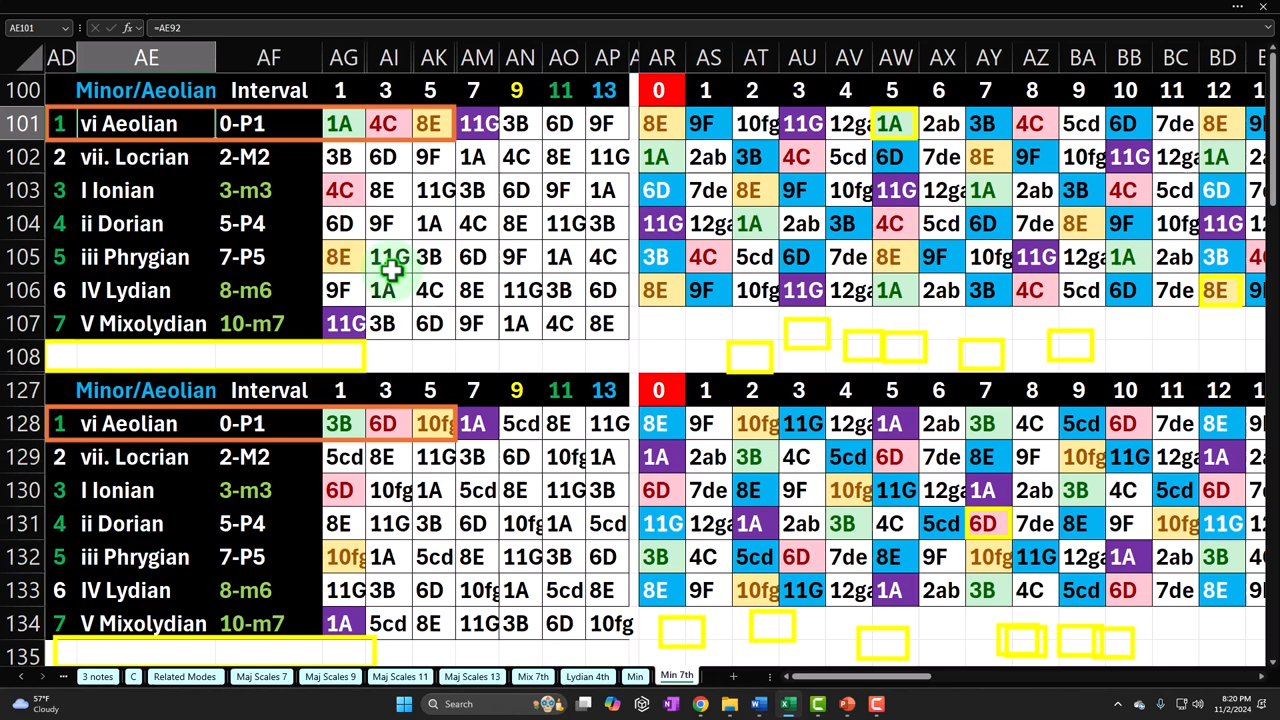 AE101 fx =AE92
AD AE AF AG AI AK AM AN AO AP AR AS AT AU AV AW AX AY AZ BA BB BC BD
100 Minor/Aeolian Interval 1 3 5 7 9 11 13 0 1 2 3 4 5 6 7 8 9 10 11 12
101 1 vi Aeolian 0-P1 1A 4C 8E 11G 3B 6D 9F 8E 9F 10fg 11G 12ga 1A 2ab 3B 4C 5cd 6D 7de 8E
102 2 vii. Locrian 2-M2 3B 6D 9F 1A 4C 8E 11G 1A 2ab 3B 4C 5cd 6D 7de 8E 9F 10fg 11G 12ga 1A
103 3 I Ionian 3-m3 4C 8E 11G 3B 6D 9F 1A 6D 7de 8E 9F 10fg 11G 12ga 1A 2ab 3B 4C 5cd 6D
104 4 ii Dorian 5-P4 6D 9F 1A 4C 8E 11G 3B 11G 12ga 1A 2ab 3B 4C 5cd 6D 7de 8E 9F 10fg 11G
105 5 iii Phrygian 7-P5 8E 11G 3B 6D 9F 1A 4C 3B 4C 5cd 6D 7de 8E 9F 10fg 11G 12ga 1A 2ab 3B
106 6 IV Lydian 8-m6 9F 1A 4C 8E 11G 3B 6D 8E 9F 10fg 11G 12ga 1A 2ab 3B 4C 5cd 6D 7de 8E
107 7 V Mixolydian 10-m7 11G 3B 6D 9F 1A 4C 8E
108
127 Minor/Aeolian Interval 1 3 5 7 9 11 13 0 1 2 3 4 5 6 7 8 9 10 11 12
128 1 vi Aeolian 0-P1 3B 6D 10fg 1A 5cd 8E 11G 8E 9F 10fg 11G 12ga 1A 2ab 3B 4C 5cd 6D 7de 8E
129 2 vii. Locrian 2-M2 5cd 8E 11G 3B 6D 10fg 1A 1A 2ab 3B 4C 5cd 6D 7de 8E 9F 10fg 11G 12ga 1A
130 3 I Ionian 3-m3 6D 10fg 1A 5cd 8E 11G 3B 6D 7de 8E 9F 10fg 11G 12ga 1A 2ab 3B 4C 5cd 6D
131 4 ii Dorian 5-P4 8E 11G 3B 6D 10fg 1A 5cd 11G 12ga 1A 2ab 3B 4C 5cd 6D 7de 8E 9F 10fg 11G
132 5 iii Phrygian 7-P5 10fg 1A 5cd 8E 11G 3B 6D 3B 4C 5cd 6D 7de 8E 9F 10fg 11G 12ga 1A 2ab 3B
133 6 IV Lydian 8-m6 11G 3B 6D 10fg 1A 5cd 8E 8E 9F 10fg 11G 12ga 1A 2ab 3B 4C 5cd 6D 7de 8E
134 7 V Mixolydian 10-m7 1A 5cd 8E 11G 3B 6D 10fg
135
3 notes C Related Modes Maj Scales 7 Maj Scales 9 Maj Scales 11 Maj Scales 13 Mix 7th Lydian 4th Min Min 7th
57°F
Cloudy
Search
8:20 PM
11/2/2024